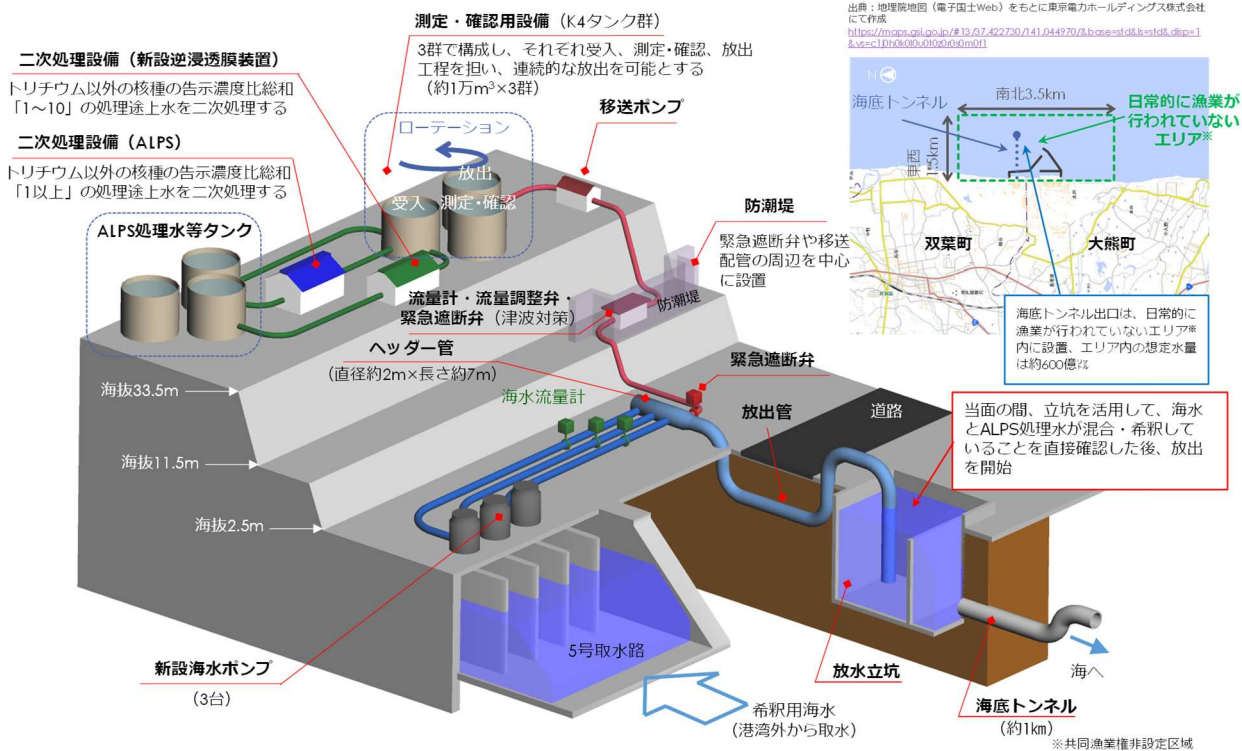 測定・確認用設備（K4タンク群）
3群で構成し、それぞれ受入、測定・確認、放出
工程を担い、連続的な放出を可能とする
（約1万m³×3群）
二次処理設備（新設逆浸透膜装置）
トリチウム以外の核種の告示濃度比総和
「1～10」の処理途上水を二次処理する
二次処理設備（ALPS）
トリチウム以外の核種の告示濃度比総和
「1以上」の処理途上水を二次処理する
ALPS処理水等タンク
ローテーション
放出
受入
測定・確認
移送ポンプ
防潮堤
緊急遮断弁や移送
配管の周辺を中心
に設置
防潮堤
流量計・流量調整弁・
緊急遮断弁（津波対策）
ヘッダー管
（直径約2m×長さ約7m）
海水流量計
緊急遮断弁
放出管
道路
海抜33.5m
海抜11.5m
海抜2.5m
新設海水ポンプ
（3台）
5号取水路
希釈用海水
（港湾外から取水）
放水立坑
海底トンネル
（約1km）
海へ
当面の間、立坑を活用して、海水
とALPS処理水が混合・希釈して
いることを直接確認した後、放出
を開始
出典：地理院地図（電子国土Web）をもとに東京電力ホールディングス株式会社
にて作成
https://maps.gsi.go.jp/#13/37.422730/141.044970/&base=std&ls=std&disp=1
&vs=c1j0h0k0l0u0t0z0r0s0m0f1
N
海底トンネル
南北3.5km
東西
1.5km
日常的に漁業が
行われていない
エリア※
双葉町
大熊町
海底トンネル出口は、日常的に
漁業が行われていないエリア※
内に設置、エリア内の想定水量
は約600億㍑
※共同漁業権非設定区域